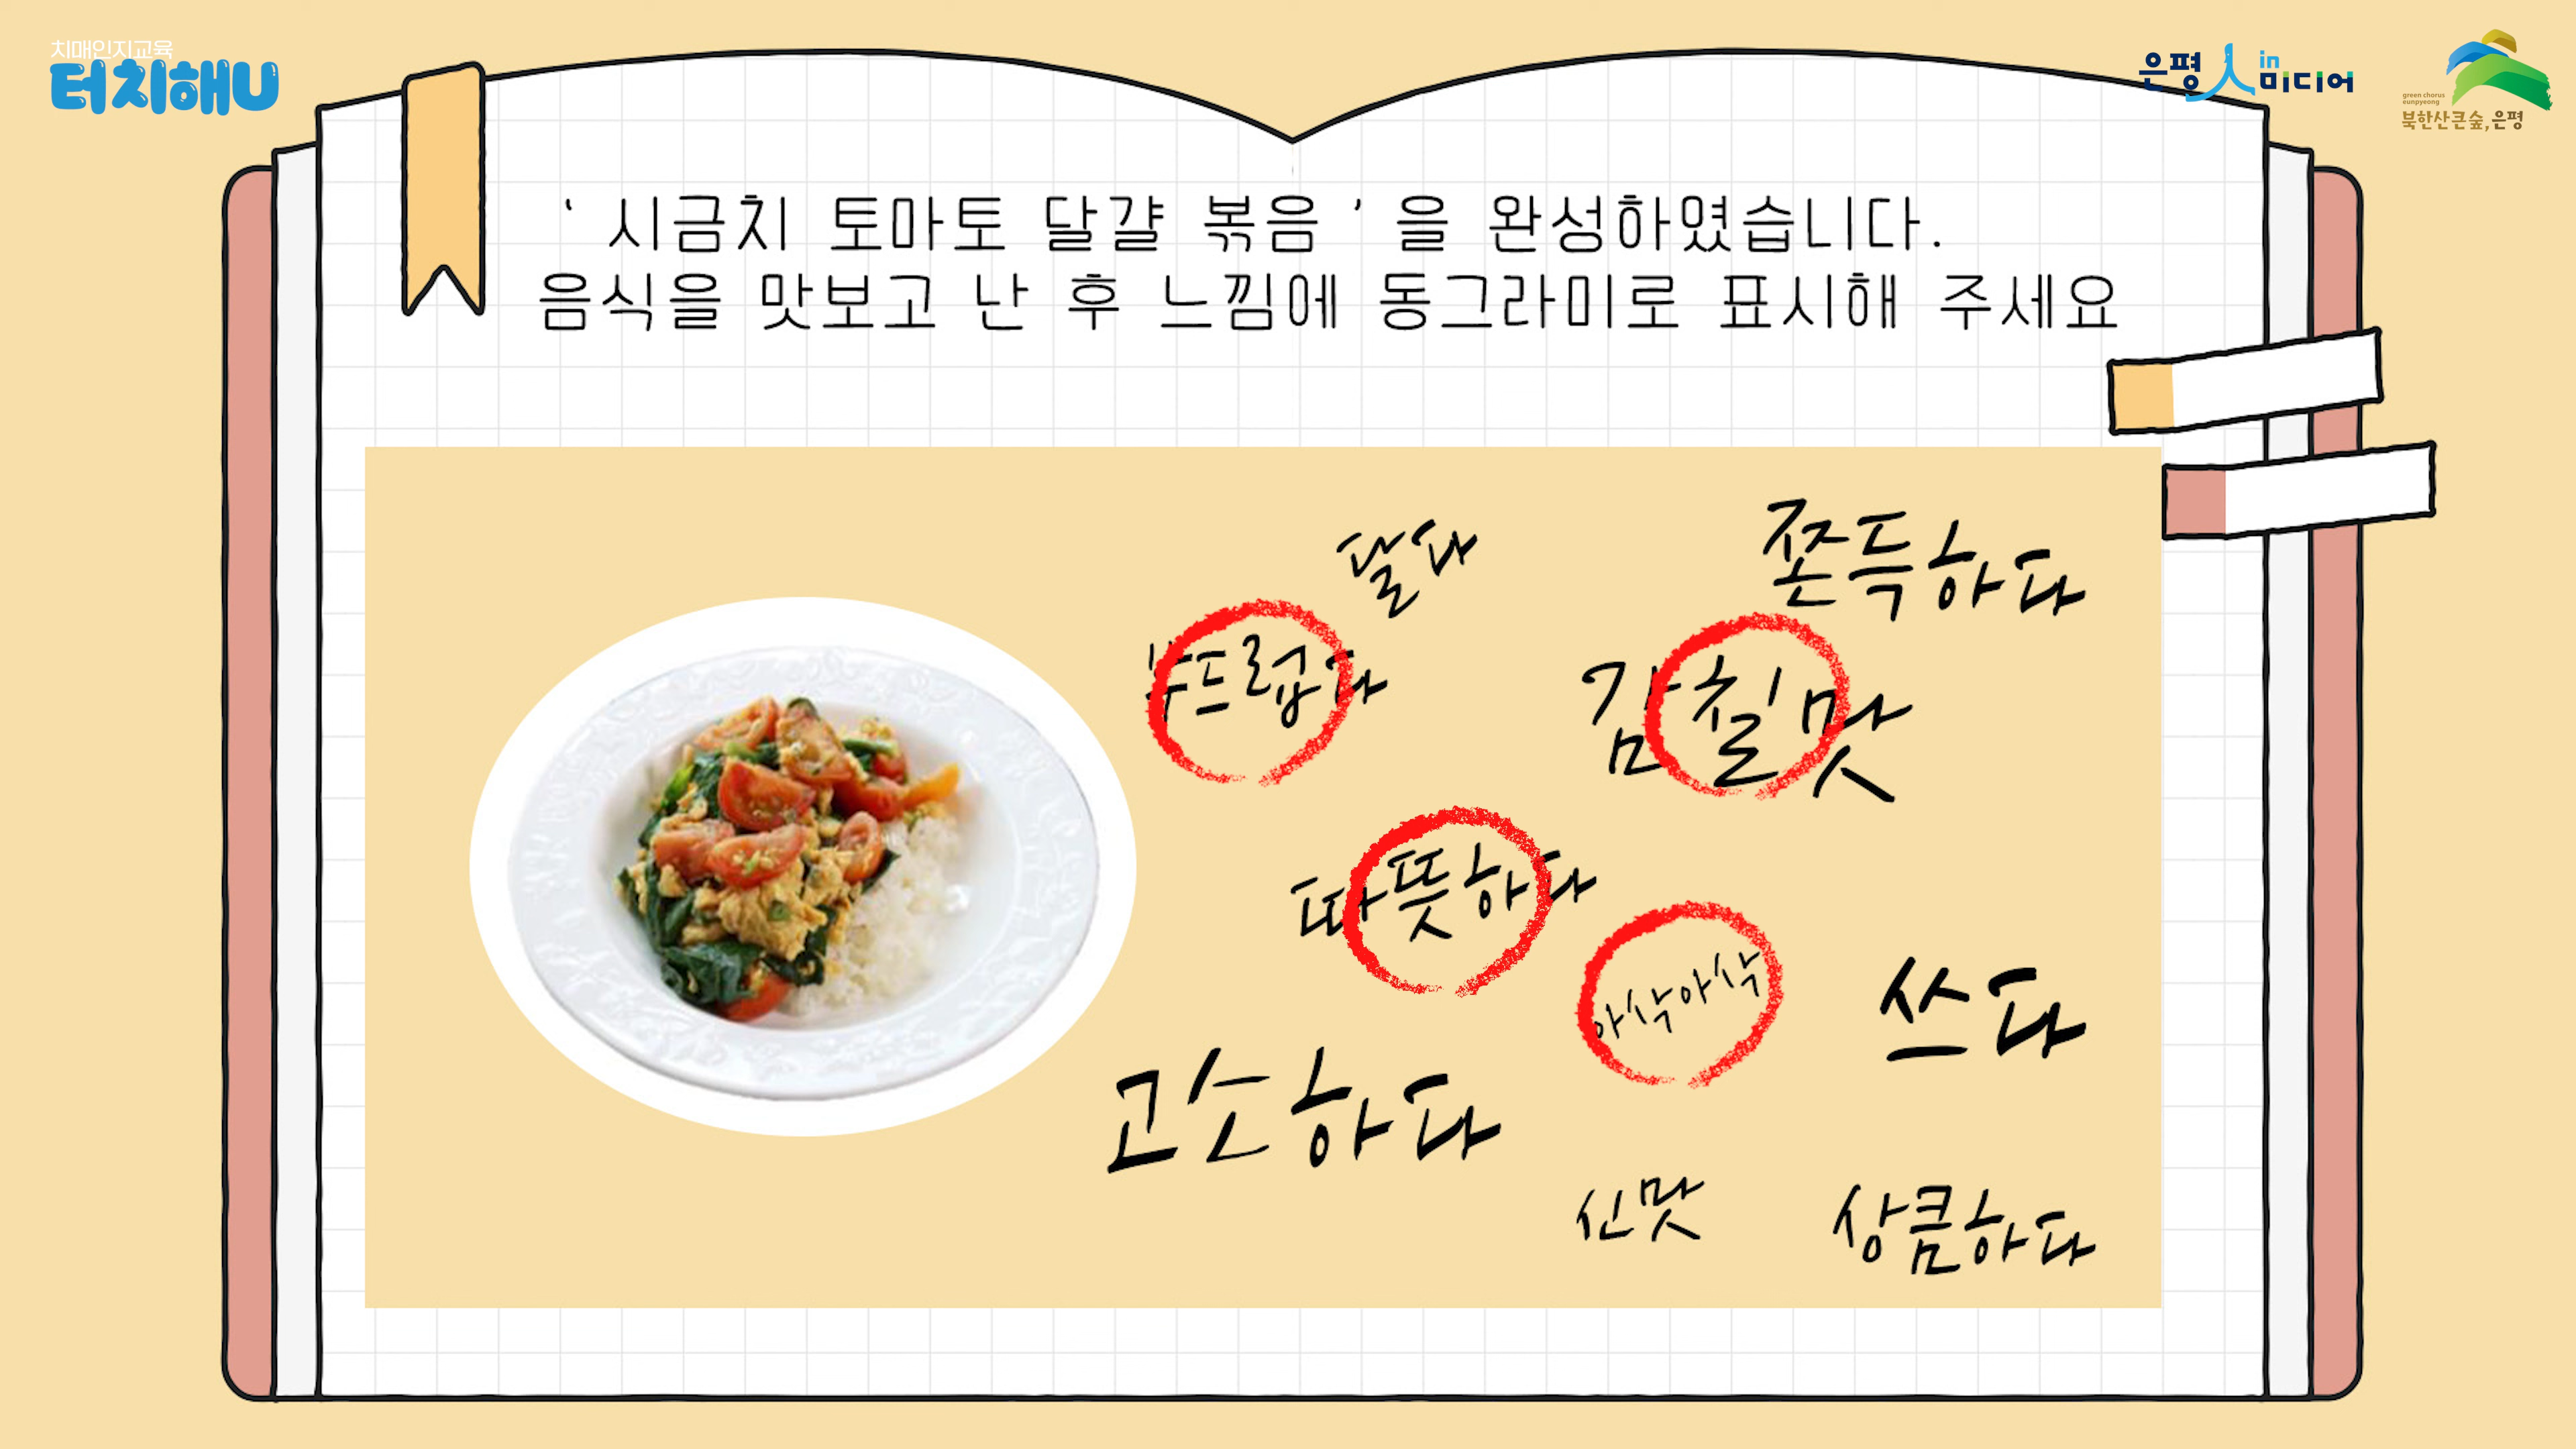 치매인지교육
터치해U
은평인in미디어
green chorus
eunpyeong
북한산큰숲,은평
‘ 시금치 토마토 달걀 볶음 ’ 을 완성하였습니다.
음식을 맛보고 난 후 느낌에 동그라미로 표시해 주세요
달다
쫀득하다
부드럽다
감칠맛
따뜻하다
아삭아삭
쓰다
고소하다
신맛
상큼하다